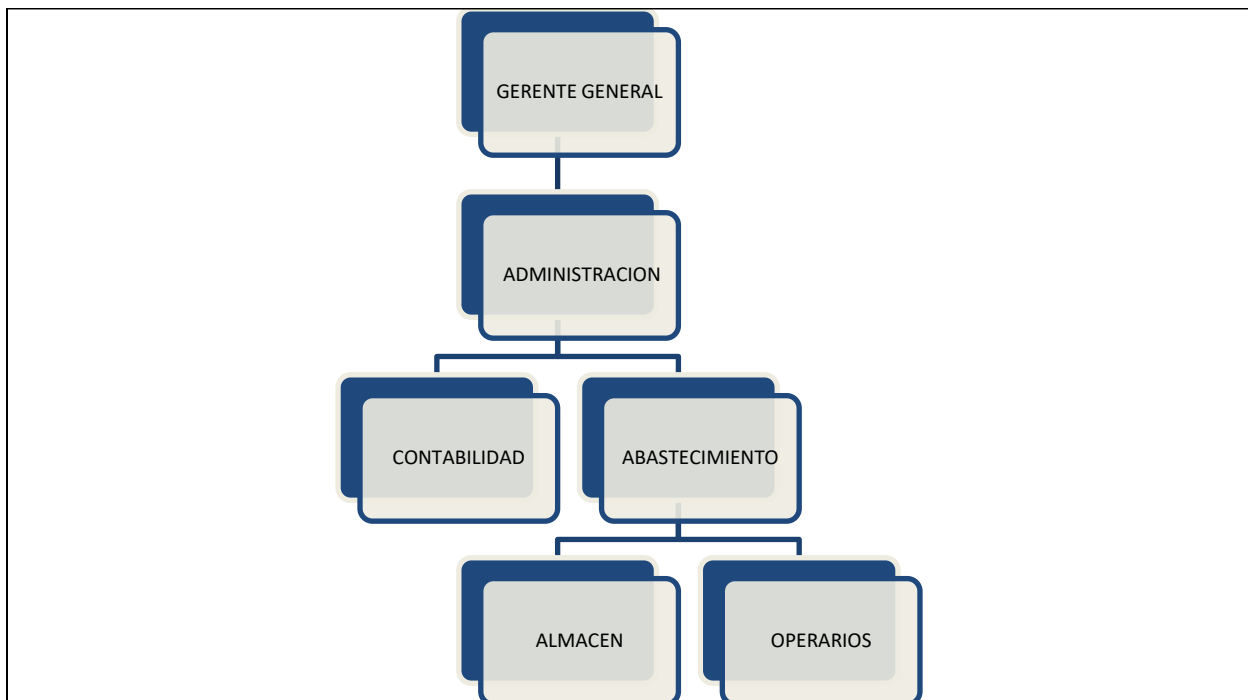 GERENTE GENERAL
ADMINISTRACION
CONTABILIDAD
ABASTECIMIENTO
ALMACEN
OPERARIOS